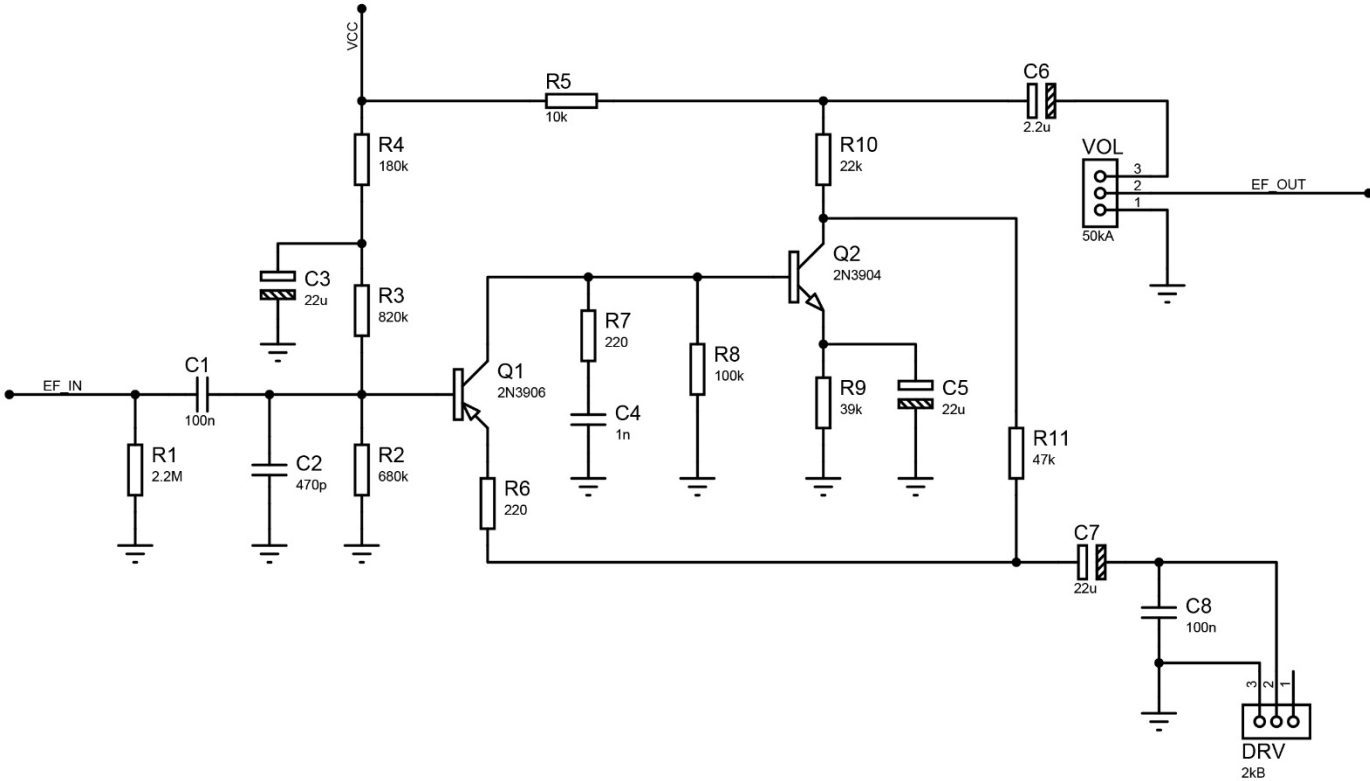 VCC
R5
10k
C6
2.2u
R4
180k
R10
22k
VOL
3
2
1
EF_OUT
50kA
C3
22u
R3
820k
Q2
2N3904
R7
220
R8
100k
C1
100n
EF_IN
Q1
2N3906
R9
39k
C5
22u
C4
1n
R1
2.2M
C2
470p
R2
680k
R6
220
R11
47k
C7
22u
C8
100n
3
2
1
DRV
2kB